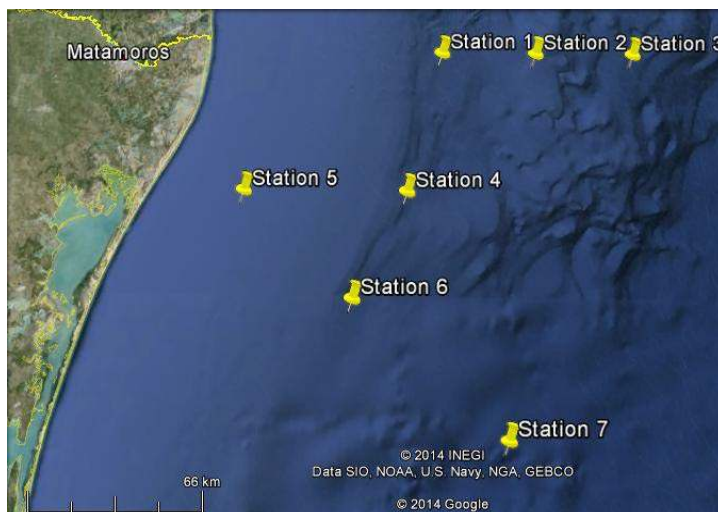 Matamoros
Station 1
Station 2
Station 3
Station 5
Station 4
Station 6
Station 7
© 2014 INEGI
Data SIO, NOAA, U.S. Navy, NGA, GEBCO
66 km
© 2014 Google